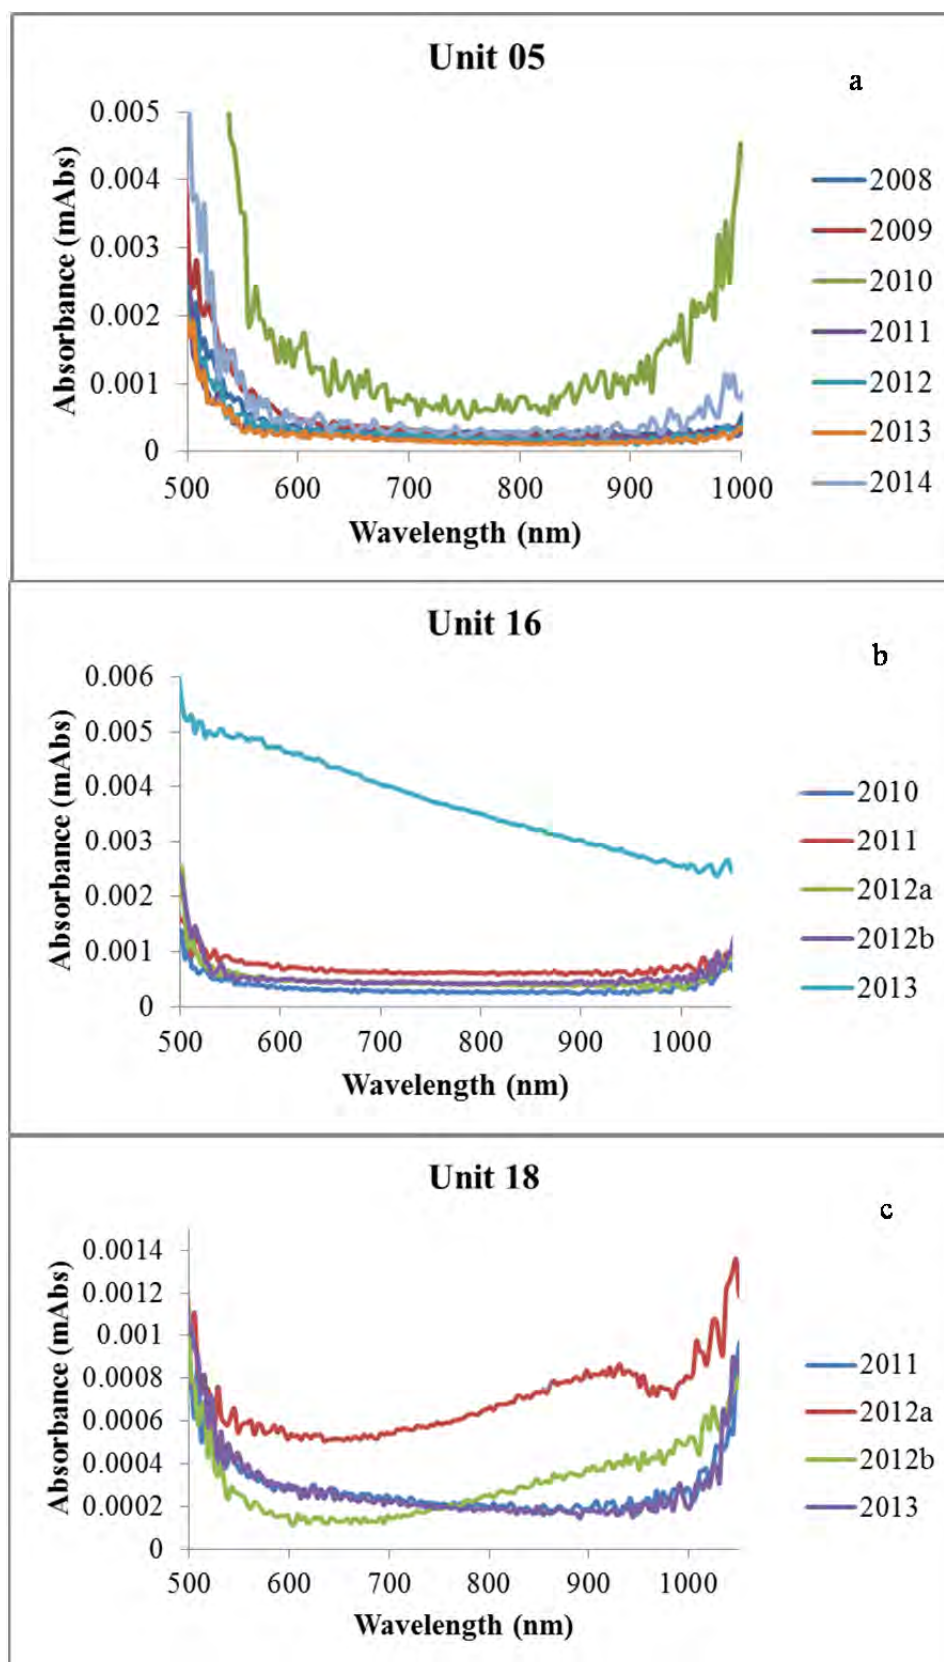 Unit 05
a
Absorbance (mAbs)
0.005
0.004
0.003
0.002
0.001
0
500 600 700 800 900 1000
Wavelength (nm)
2008
2009
2010
2011
2012
2013
2014
Unit 16
b
Absorbance (mAbs)
0.006
0.005
0.004
0.003
0.002
0.001
0
500 600 700 800 900 1000
Wavelength (nm)
2010
2011
2012a
2012b
2013
Unit 18
c
Absorbance (mAbs)
0.0014
0.0012
0.001
0.0008
0.0006
0.0004
0.0002
0
500 600 700 800 900 1000
Wavelength (nm)
2011
2012a
2012b
2013